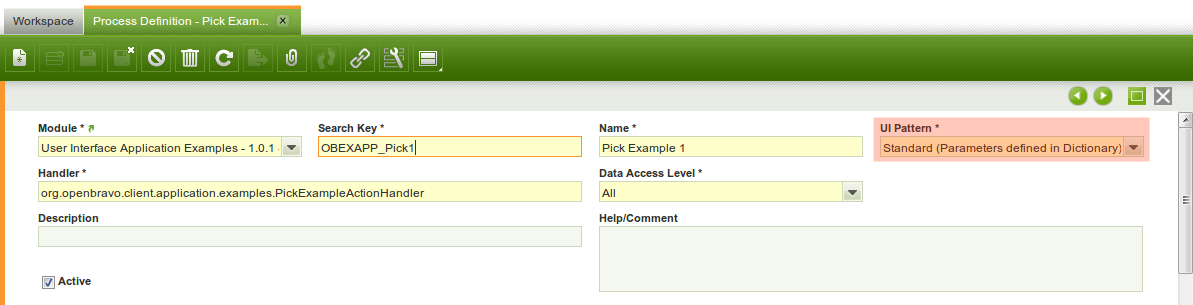 Workspace
Process Definition - Pick Exam...
Module *
Search Key *
Name *
UI Pattern *
User Interface Application Examples - 1.0.1
OBEXAPP_Pick1
Pick Example 1
Standard (Parameters defined in Dictionary)
Handler *
Data Access Level *
org.openbravo.client.application.examples.PickExampleActionHandler
All
Description
Help/Comment
Active